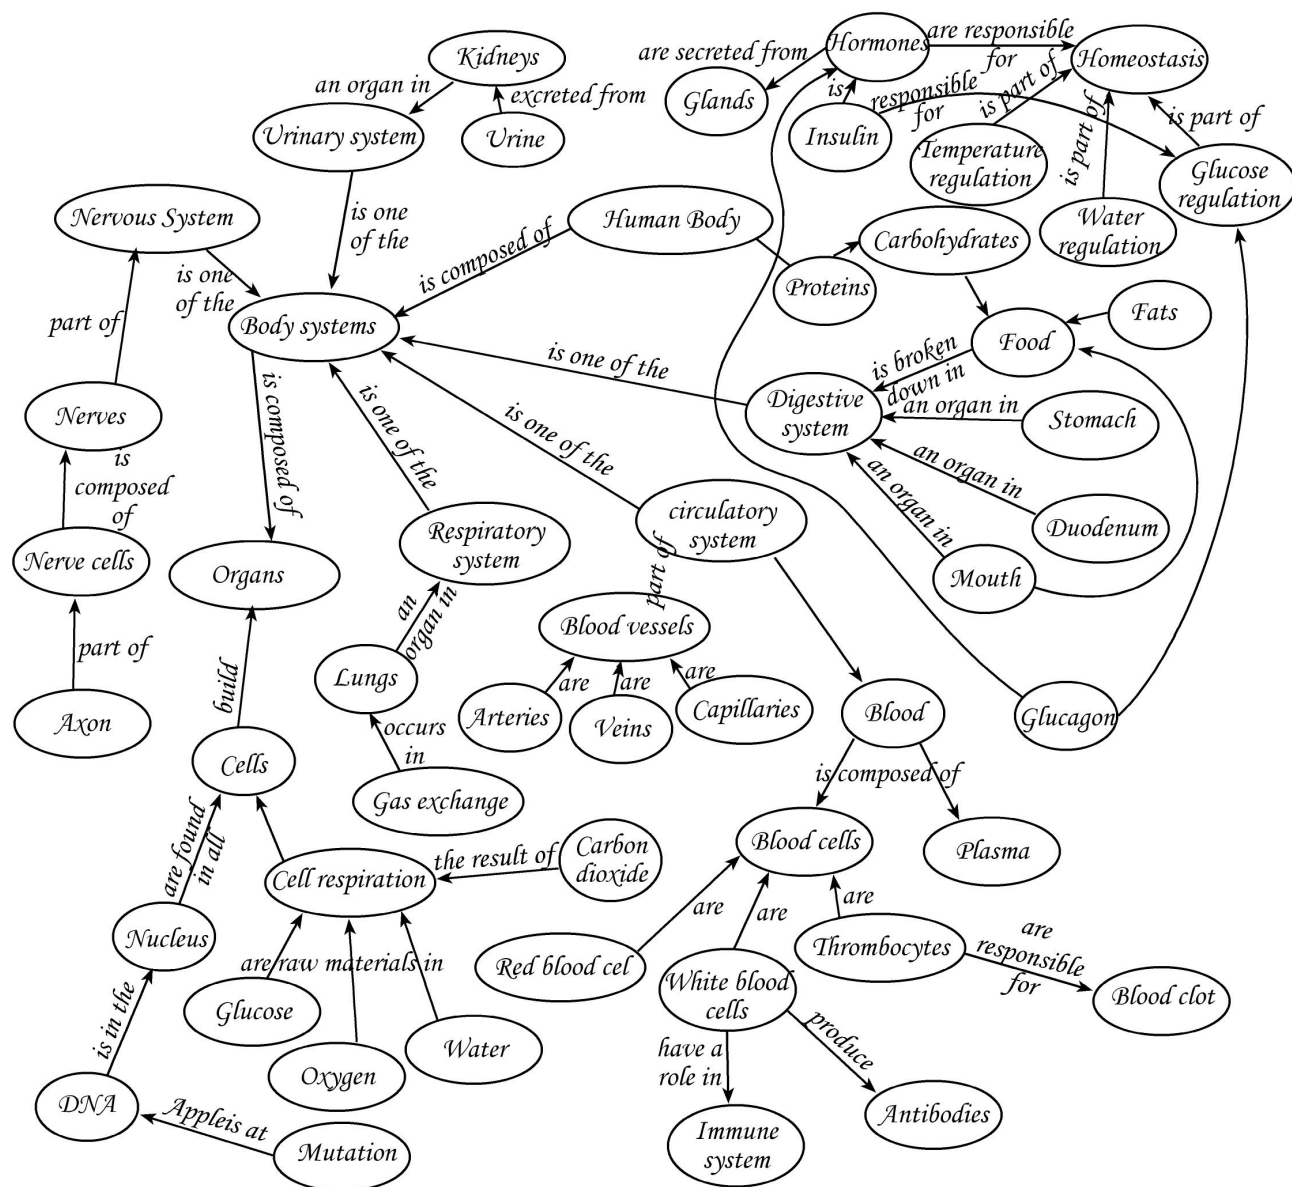 Kidneys
an organ in
excreted from
Urinary system
Urine
is one
of the
Nervous System
is one
of the
part of
Nerves
is
composed
of
Nerve cells
part of
Axon
Hormones
are responsible
for
Homeostasis
are secreted from
Glands
is
Insulin
responsible
for
is part of
Temperature
regulation
is part of
Water
regulation
is part of
Glucose
regulation
Human Body
is composed of
Body systems
Proteins
Carbohydrates
Food
Fats
is broken
down in
is one of the
Digestive
system
an organ in
Stomach
an organ in
Duodenum
an organ in
Mouth
Glucagon
is composed of
Organs
is one of the
Respiratory
system
is one of the
circulatory
system
an
organ in
Lungs
occurs
in
Gas exchange
part of
Blood vessels
are
are
are
Arteries
Veins
Capillaries
Blood
is composed of
Blood cells
Plasma
build
Cells
are found
in all
Nucleus
is in the
DNA
Appleis at
Mutation
Cell respiration
the result of
Carbon
dioxide
are raw materials in
Glucose
Oxygen
Water
are
are
are
Red blood cel
White blood
cells
Thrombocytes
are
responsible
for
Blood clot
have a
role in
Immune
system
produce
Antibodies